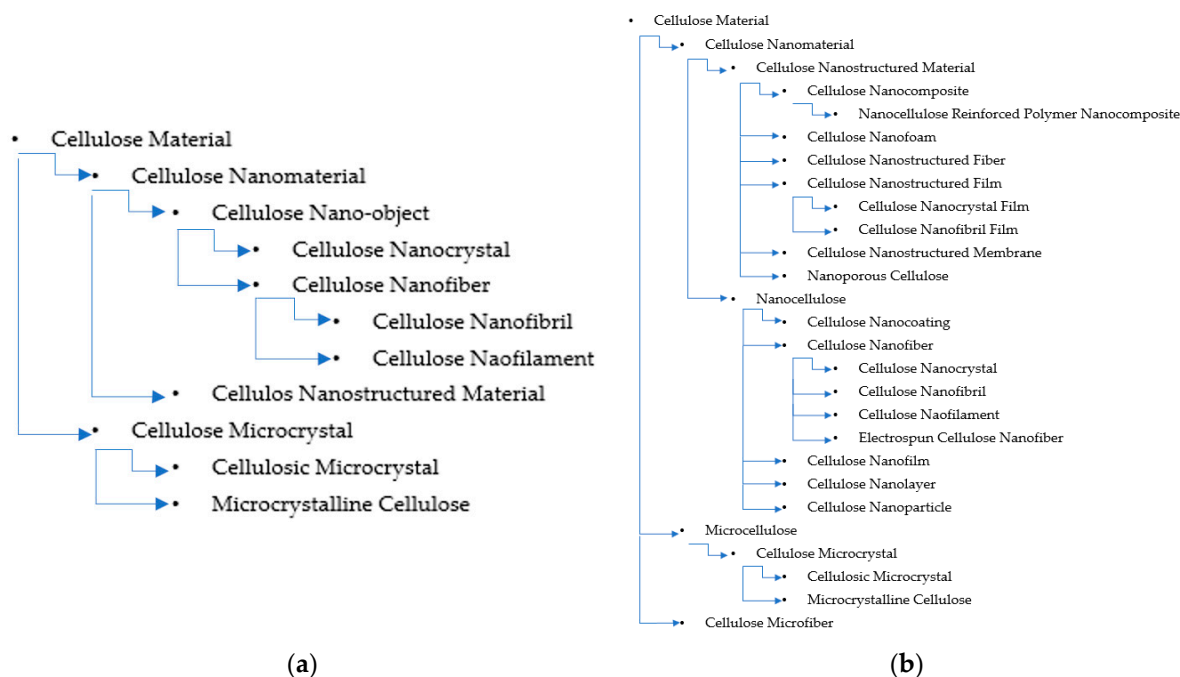 • Cellulose Material
• Cellulose Nanomaterial
• Cellulose Nano-object
• Cellulose Nanocrystal
• Cellulose Nanofiber
• Cellulose Nanofibril
• Cellulose Naofilament
• Cellulos Nanostructured Material
• Cellulose Microcrystal
• Cellulosic Microcrystal
• Microcrystalline Cellulose
(a)
• Cellulose Material
• Cellulose Nanomaterial
• Cellulose Nanostructured Material
• Cellulose Nanocomposite
• Nanocellulose Reinforced Polymer Nanocomposite
• Cellulose Nanofoam
• Cellulose Nanostructured Fiber
• Cellulose Nanostructured Film
• Cellulose Nanocrystal Film
• Cellulose Nanofibril Film
• Cellulose Nanostructured Membrane
• Nanoporous Cellulose
• Nanocellulose
• Cellulose Nanocoating
• Cellulose Nanofiber
• Cellulose Nanocrystal
• Cellulose Nanofibril
• Cellulose Naofilament
• Electrospun Cellulose Nanofiber
• Cellulose Nanofilm
• Cellulose Nanolayer
• Cellulose Nanoparticle
• Microcellulose
• Cellulose Microcrystal
• Cellulosic Microcrystal
• Microcrystalline Cellulose
• Cellulose Microfiber
(b)